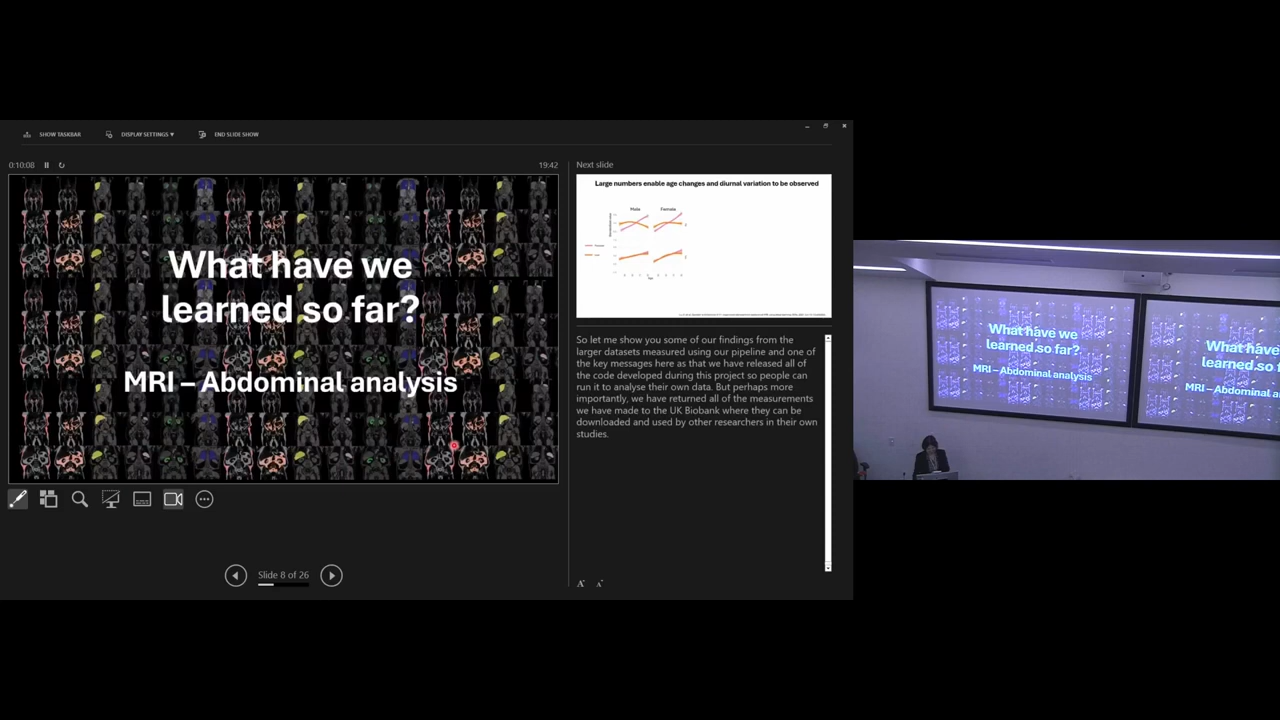 SHOW TASKBAR
DISPLAY SETTINGS ▾
END SLIDE SHOW
0:10:08
19:42
What have we
learned so far?
MRI – Abdominal analysis
Slide 8 of 26
Next slide
Large numbers enable age changes and diurnal variation to be observed
Male
Female
So let me show you some of our findings from the
larger datasets measured using our pipeline and one of
the key messages here as that we have released all of
the code developed during this project so people can
run it to analyse their own data. But perhaps more
importantly, we have returned all of the measurements
we have made to the UK Biobank where they can be
downloaded and used by other researchers in their own
studies.
A
A
What have we
learned so far?
MRI – Abdominal analysis
What have
learned so f
MRI – Abdominal a